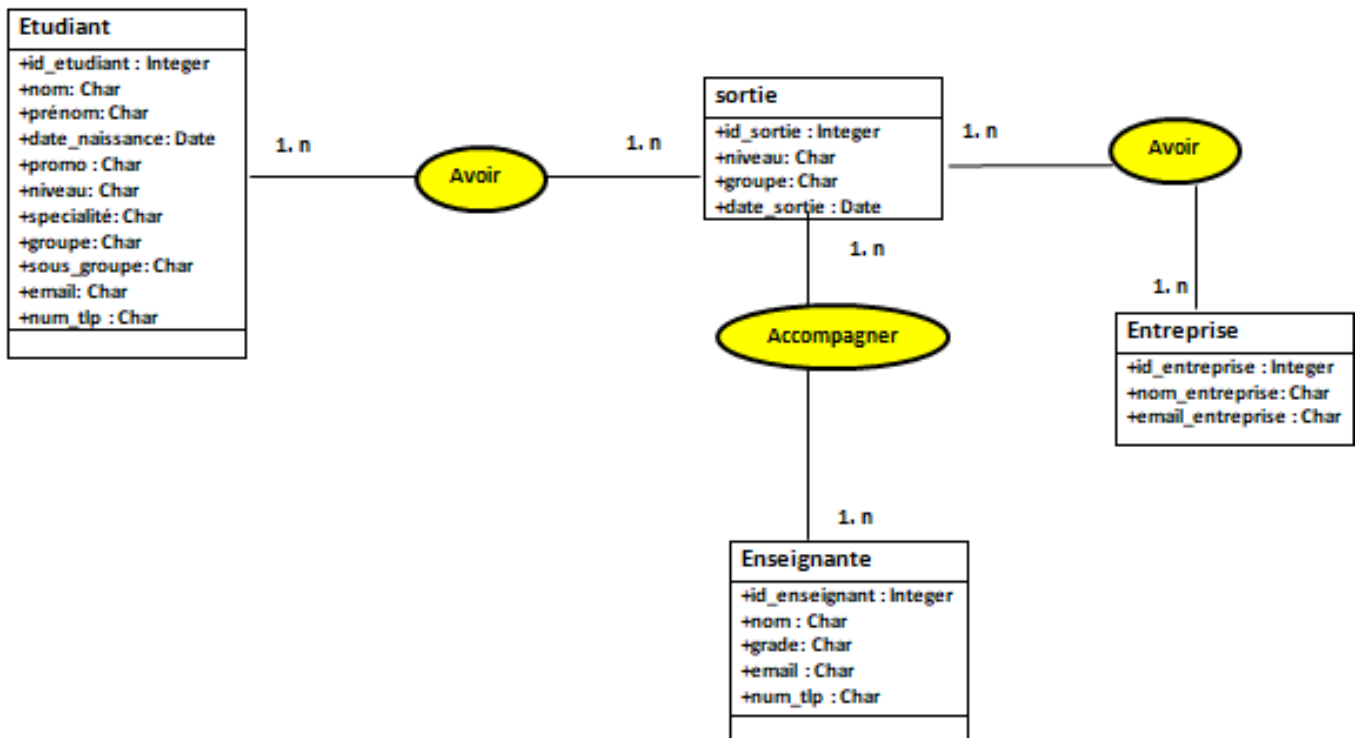 Etudiant
+id_etudiant : Integer
+nom: Char
+prénom: Char
+date_naissance: Date
+promo : Char
+niveau: Char
+specialité: Char
+groupe: Char
+sous_groupe: Char
+email: Char
+num_tlp : Char
1. n
Avoir
1. n
sortie
+id_sortie : Integer
+niveau: Char
+groupe: Char
+date_sortie : Date
1. n
Avoir
1. n
Entreprise
+id_entreprise : Integer
+nom_entreprise: Char
+email_entreprise : Char
1. n
Accompagner
1. n
Enseignante
+id_enseignant : Integer
+nom : Char
+grade: Char
+email : Char
+num_tlp : Char